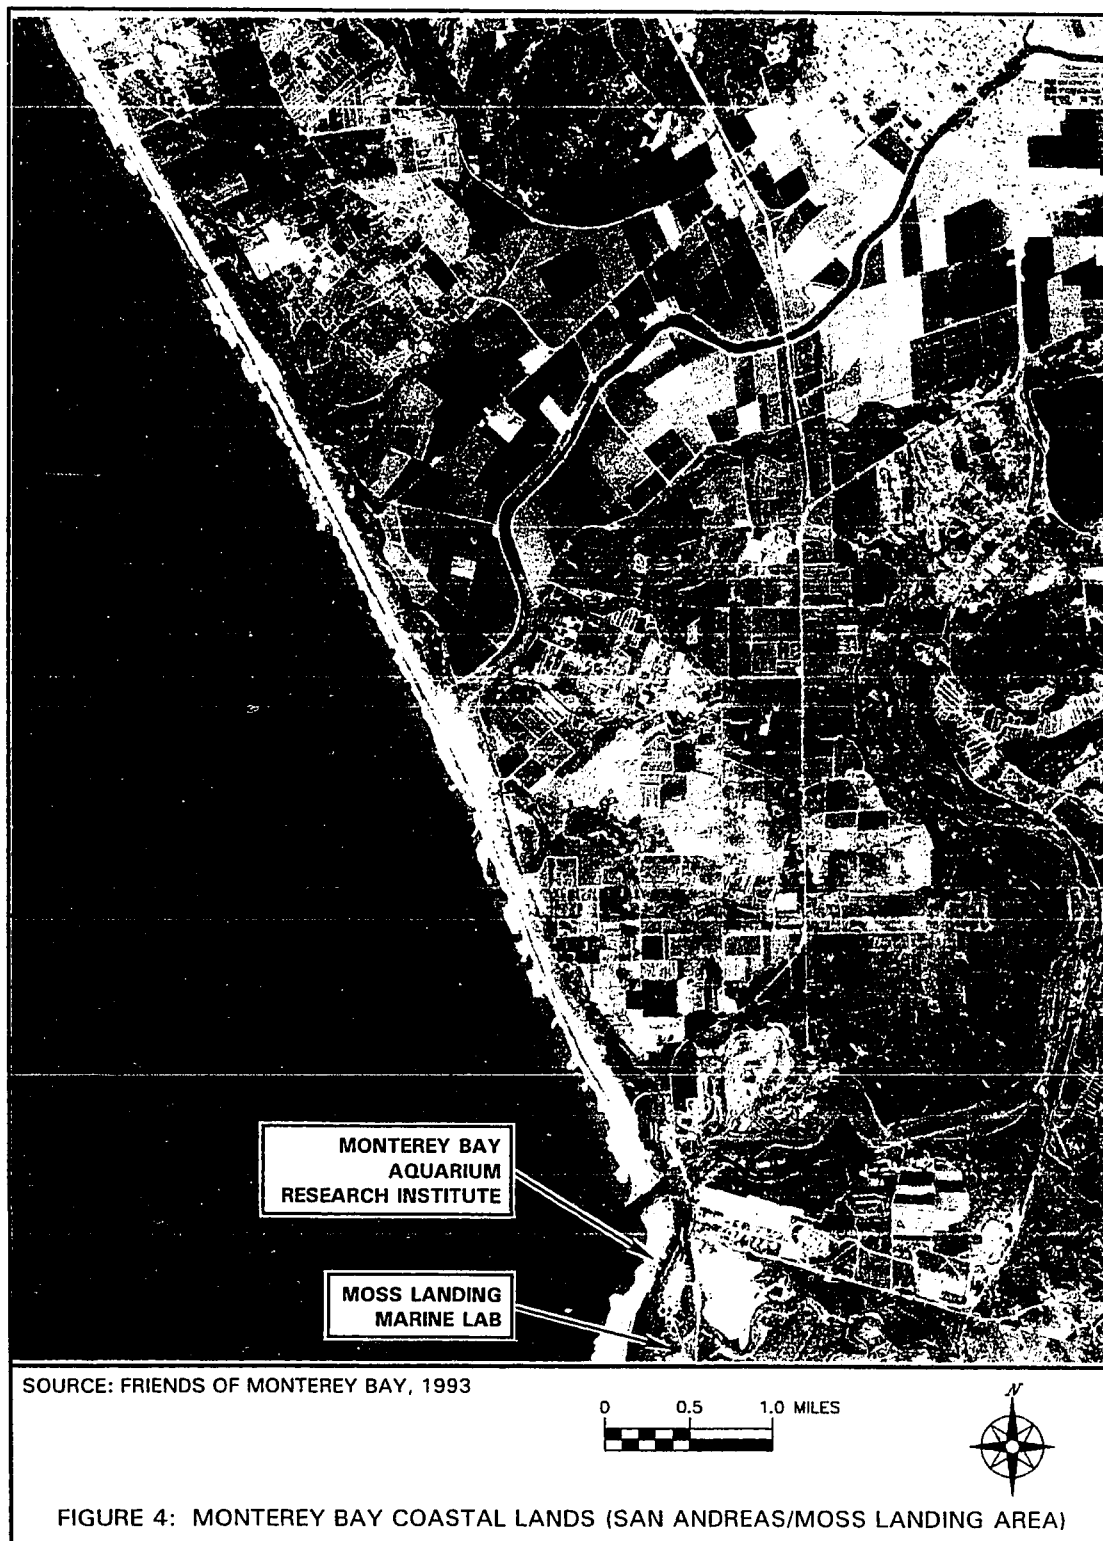 MONTEREY BAY
AQUARIUM
RESEARCH INSTITUTE
MOSS LANDING
MARINE LAB
SOURCE: FRIENDS OF MONTEREY BAY, 1993
0 0.5 1.0 MILES
N
FIGURE 4: MONTEREY BAY COASTAL LANDS (SAN ANDREAS/MOSS LANDING AREA)